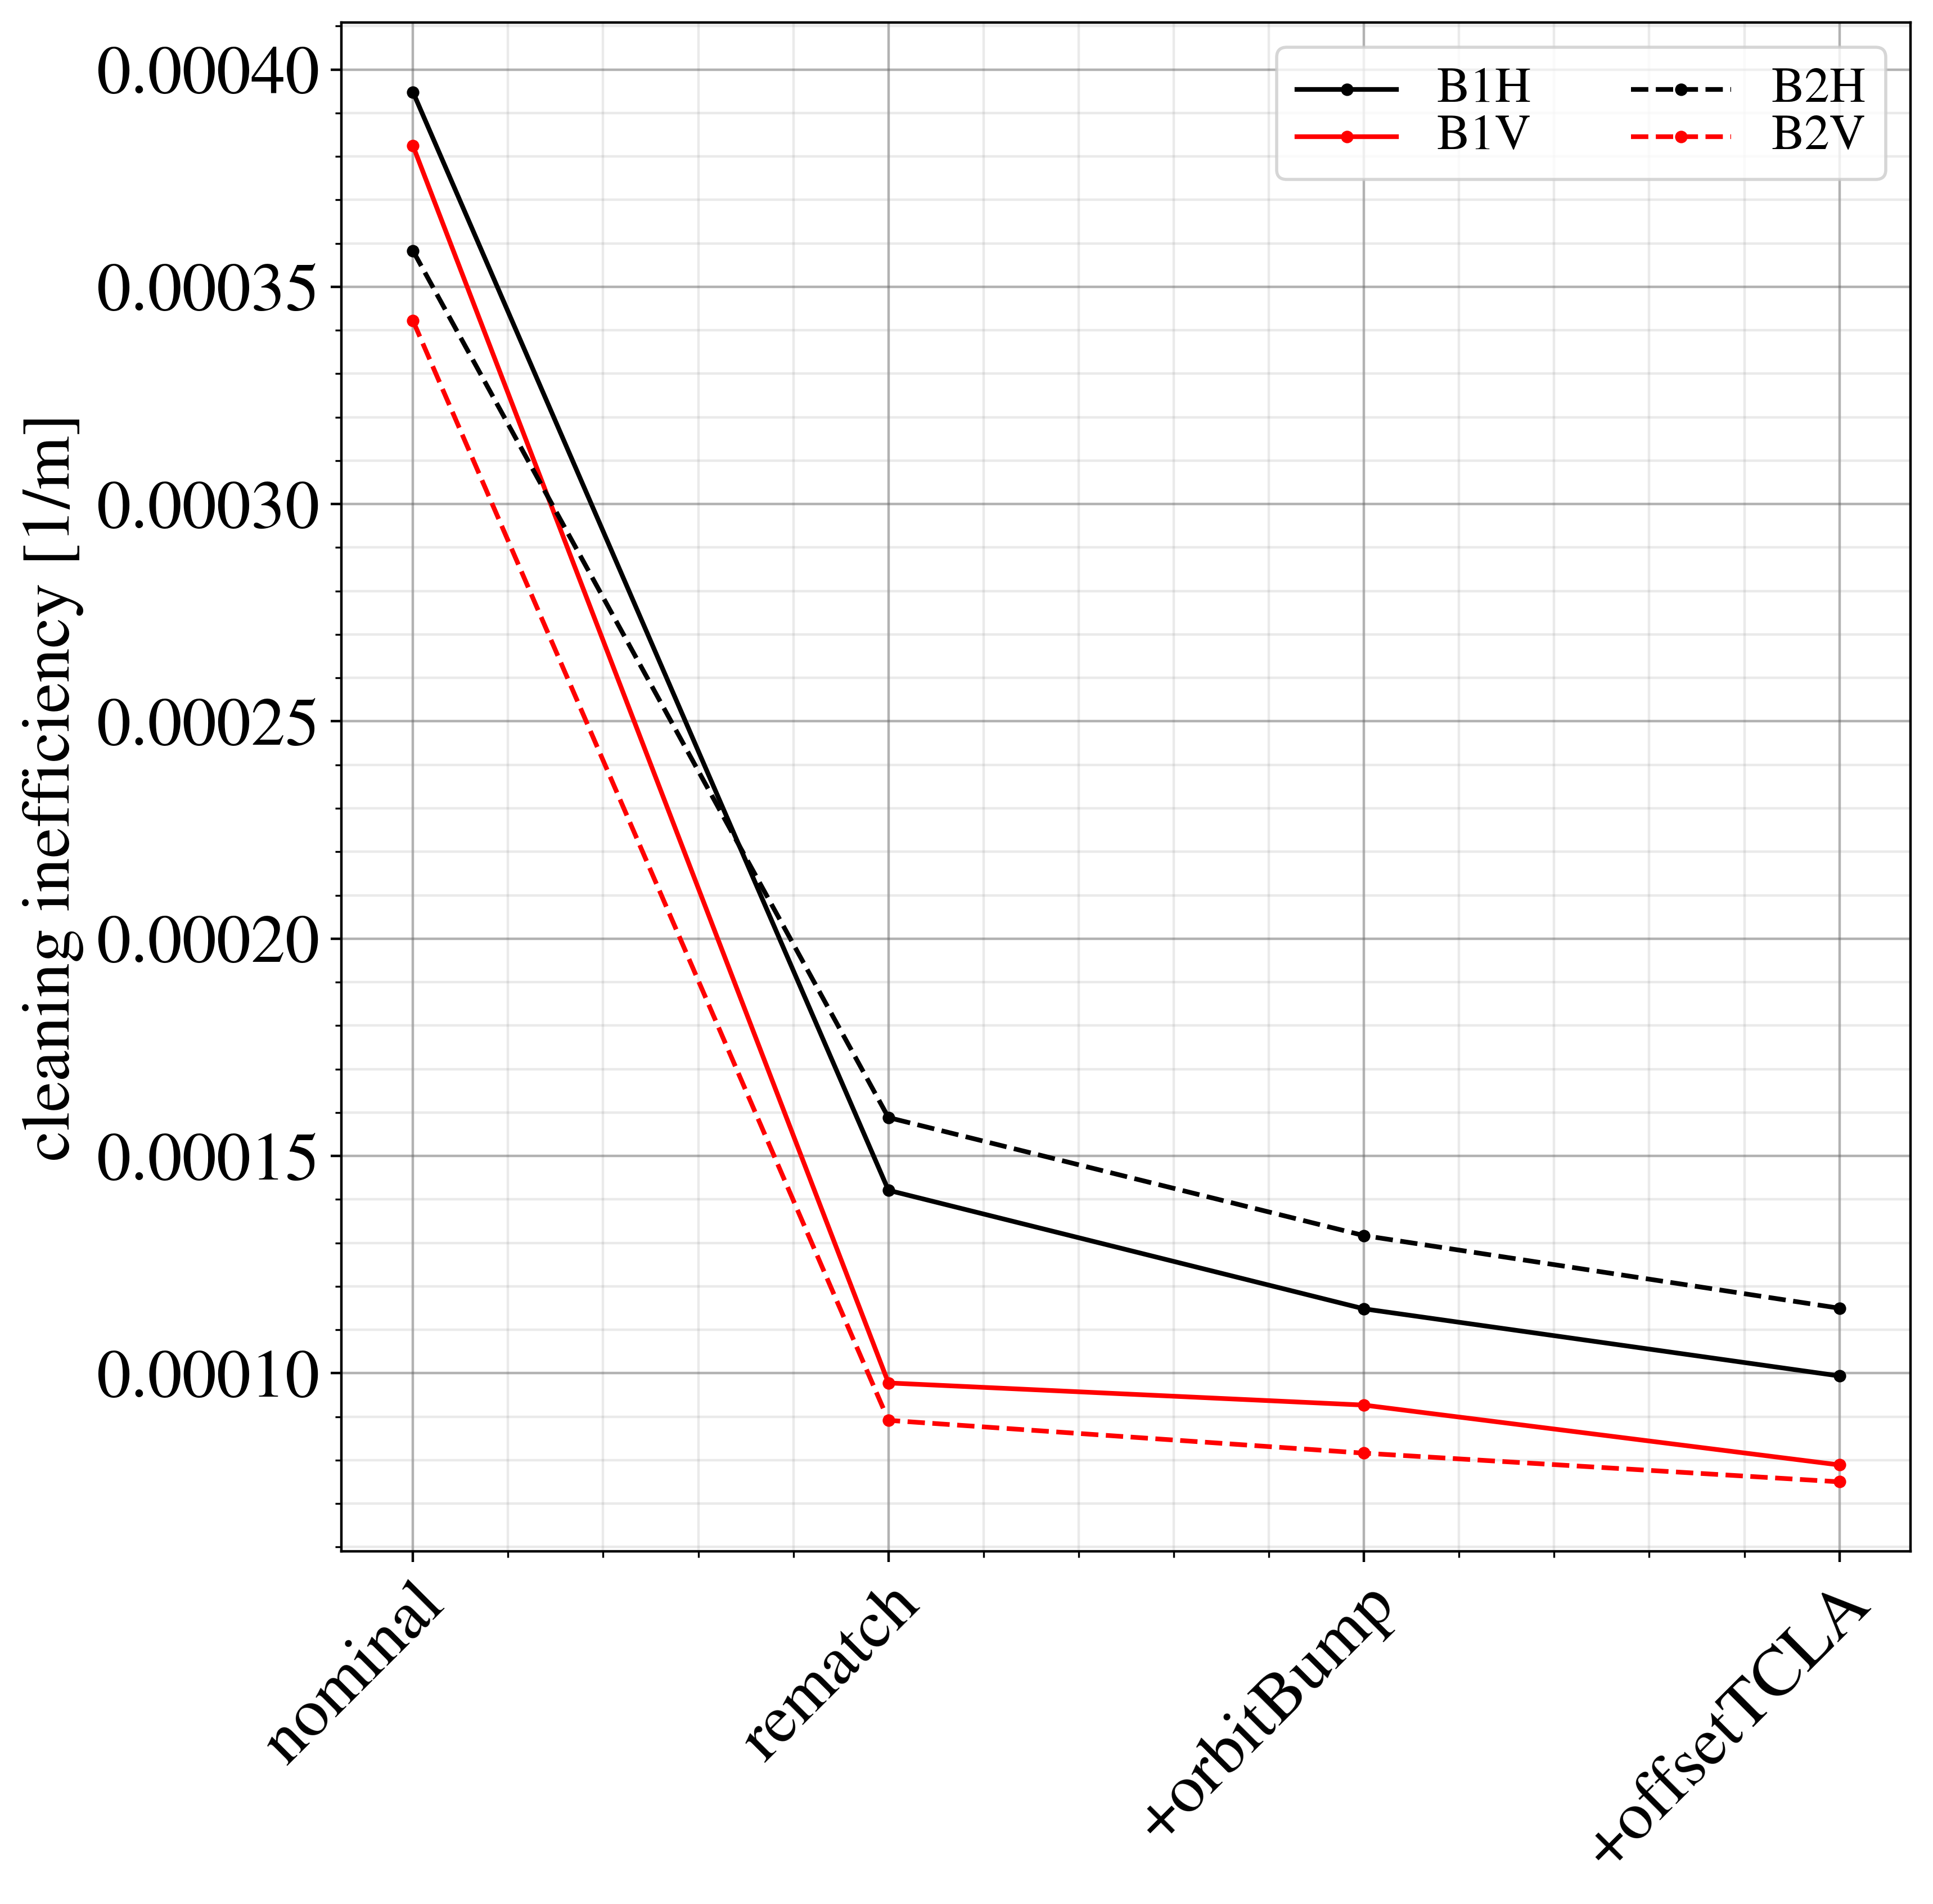 cleaning inefficiency [1/m]
0.00040
0.00035
0.00030
0.00025
0.00020
0.00015
0.00010
B1H
B1V
B2H
B2V
nominal
rematch
+orbitBump
+offsetTCLA